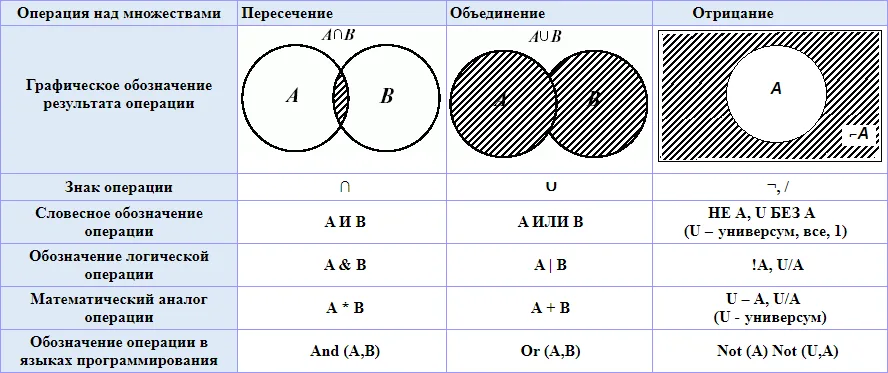 Операция над множествами Пересечение Объединение Отрицание
Графическое обозначение
результата операции
A∩B
A B
A∪B
A B
A
⌐A
Знак операции ∩ ∪ ¬, /
Словесное обозначение
операции
А И В
А ИЛИ В
НЕ А, U БЕЗ А
(U – универсум, все, 1)
Обозначение логической
операции
A & B
A | B
!A, U/A
Математический аналог
операции
A * B
A + B
U – A, U/A
(U - универсум)
Обозначение операции в
языках программирования
And (A,B)
Or (A,B)
Not (A) Not (U,A)